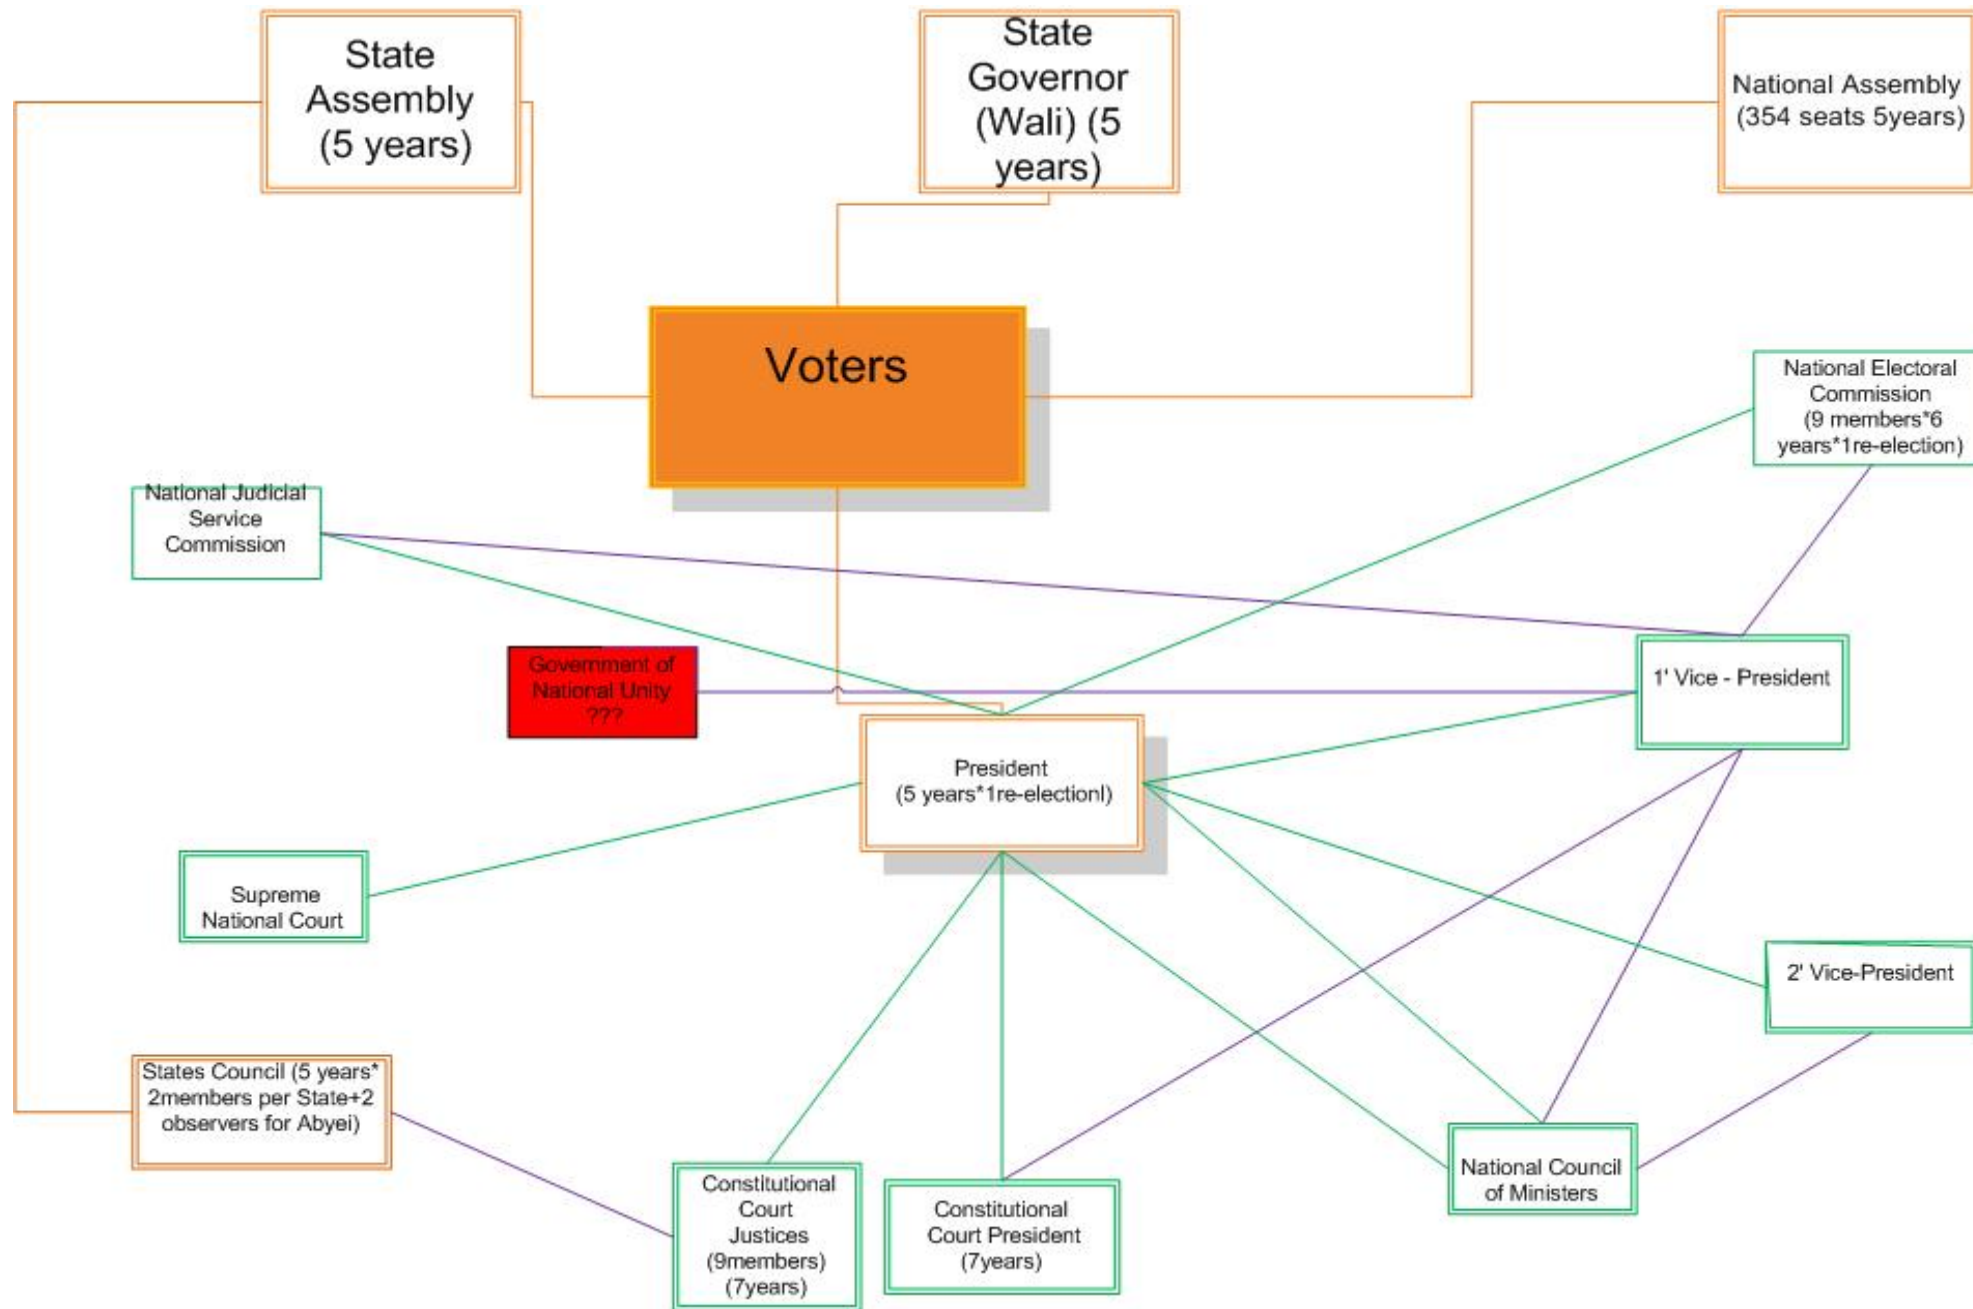 State
Assembly
(5 years)
State
Governor
(Wali) (5
years)
National Assembly
(354 seats 5years)
Voters
National Electoral
Commission
(9 members*6
years*1re-election)
National Judicial
Service
Commission
Government of
National Unity
???
1' Vice - President
President
(5 years*1re-electionl)
Supreme
National Court
2' Vice-President
States Council (5 years*
2members per State+2
observers for Abyei)
National Council
of Ministers
Constitutional
Court
Justices
(9members)
(7years)
Constitutional
Court President
(7years)